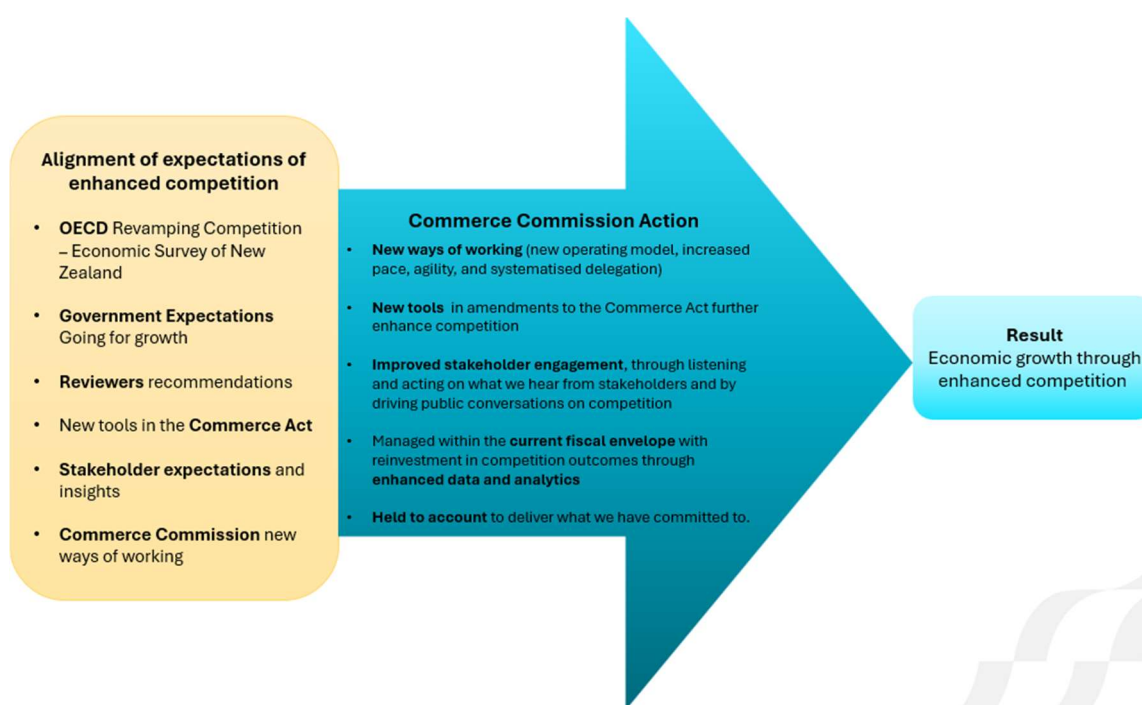 Alignment of expectations of
enhanced competition
• OECD Revamping Competition
– Economic Survey of New
Zealand
• Government Expectations
Going for growth
• Reviewers recommendations
• New tools in the Commerce Act
• Stakeholder expectations and
insights
• Commerce Commission new
ways of working
Commerce Commission Action
• New ways of working (new operating model, increased
pace, agility, and systematised delegation)
• New tools in amendments to the Commerce Act further
enhance competition
• Improved stakeholder engagement, through listening
and acting on what we hear from stakeholders and by
driving public conversations on competition
• Managed within the current fiscal envelope with
reinvestment in competition outcomes through
enhanced data and analytics
• Held to account to deliver what we have committed to.
Result
Economic growth through
enhanced competition